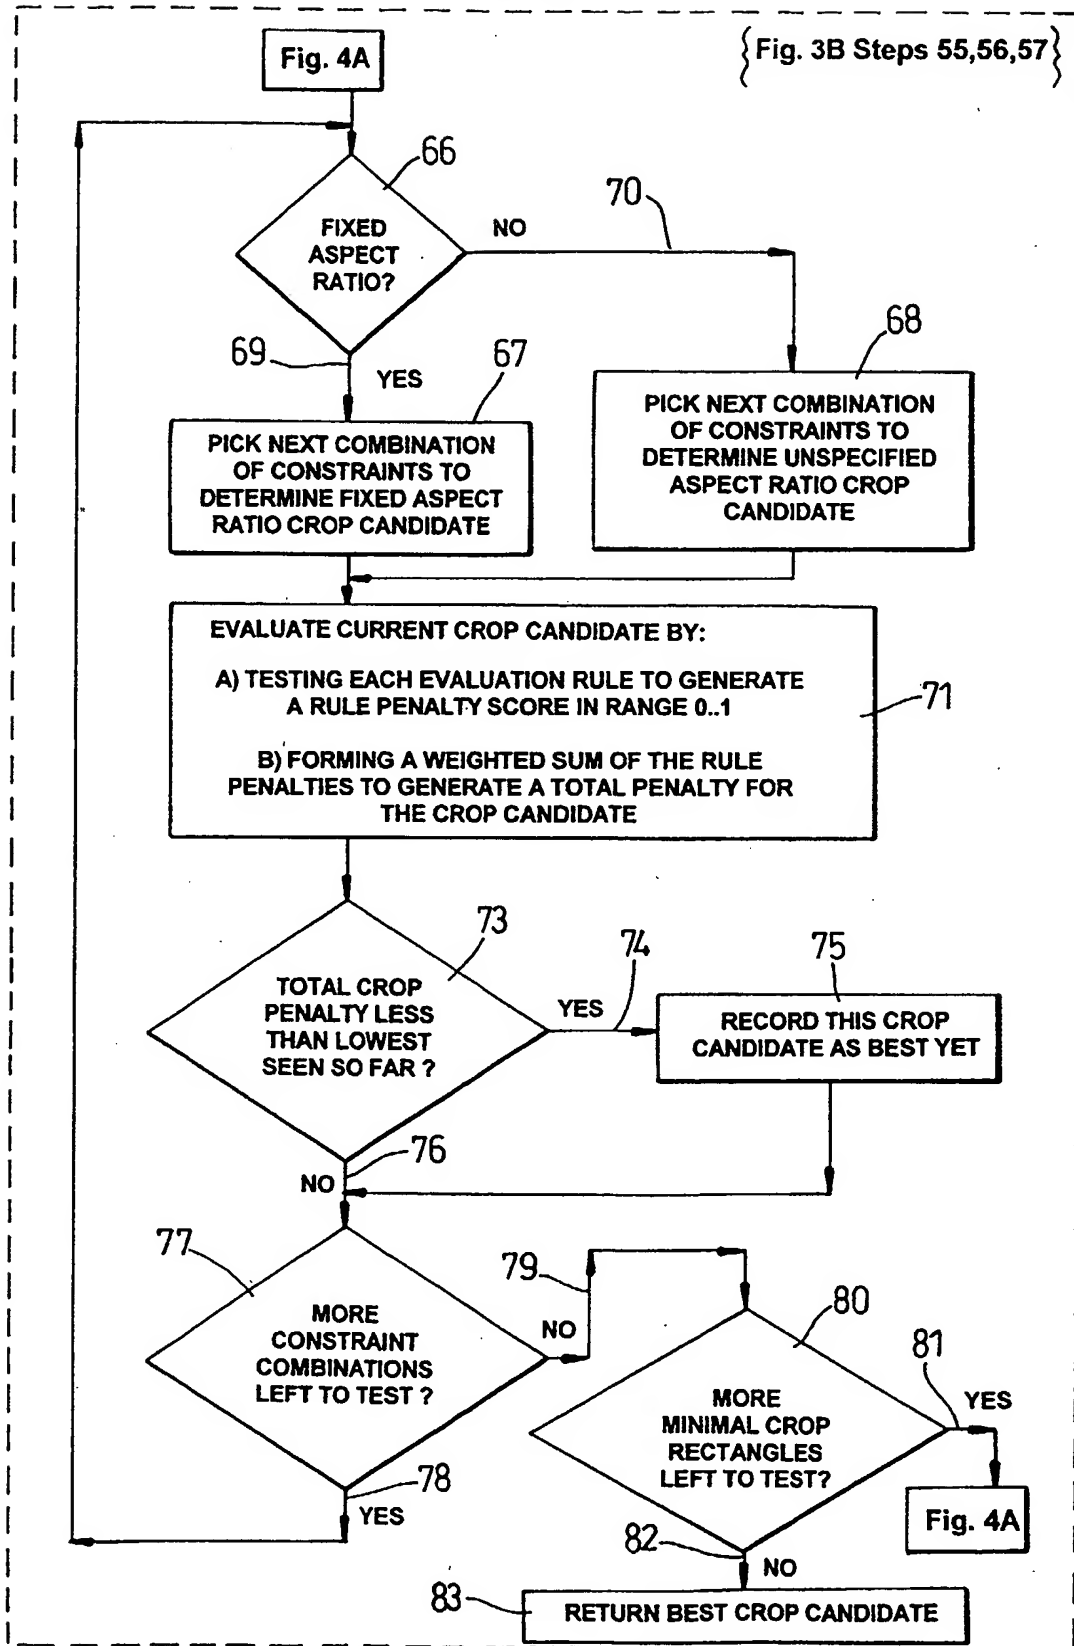 Fig. 4A
{Fig. 3B Steps 55,56,57}
66
FIXED
ASPECT
RATIO?
NO
70
69
YES
67
68
PICK NEXT COMBINATION
OF CONSTRAINTS TO
DETERMINE FIXED ASPECT
RATIO CROP CANDIDATE
PICK NEXT COMBINATION
OF CONSTRAINTS TO
DETERMINE UNSPECIFIED
ASPECT RATIO CROP
CANDIDATE
EVALUATE CURRENT CROP CANDIDATE BY:
A) TESTING EACH EVALUATION RULE TO GENERATE
A RULE PENALTY SCORE IN RANGE 0..1
B) FORMING A WEIGHTED SUM OF THE RULE
PENALTIES TO GENERATE A TOTAL PENALTY FOR
THE CROP CANDIDATE
71
73
TOTAL CROP
PENALTY LESS
THAN LOWEST
SEEN SO FAR ?
YES
74
75
RECORD THIS CROP
CANDIDATE AS BEST YET
76
NO
77
MORE
CONSTRAINT
COMBINATIONS
LEFT TO TEST ?
NO
79
78
YES
80
MORE
MINIMAL CROP
RECTANGLES
LEFT TO TEST?
81
YES
Fig. 4A
82
NO
83
RETURN BEST CROP CANDIDATE